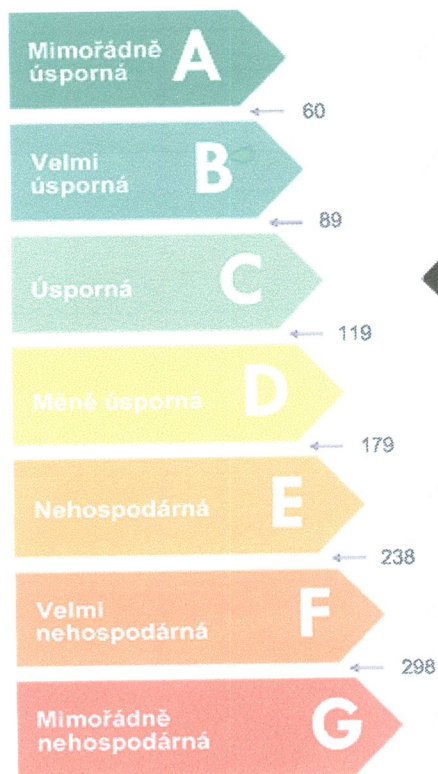 Mimořádně
úsporná
A
60
Velmi
úsporná
B
89
Úsporná
C
119
Méně úsporná
D
179
Nehospodárná
E
238
Velmi
nehospodárná
F
298
Mimořádně
nehospodárná
G